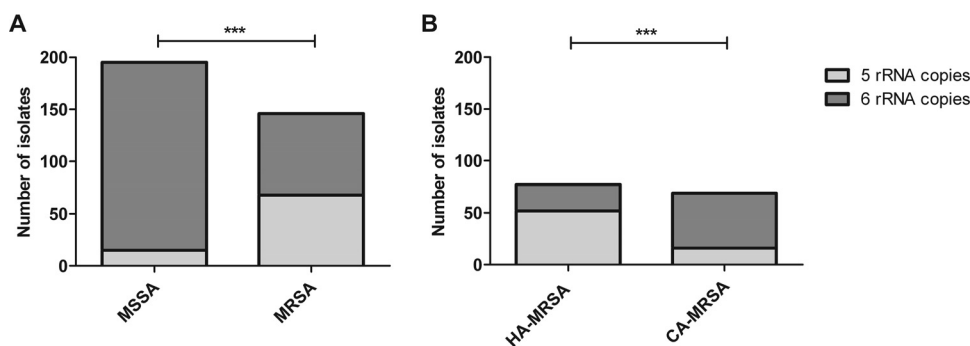 A
***
Number of isolates
200
150
100
50
0
MSSA
MRSA
B
***
Number of isolates
200
150
100
50
0
HA-MRSA
CA-MRSA
5 rRNA copies
6 rRNA copies